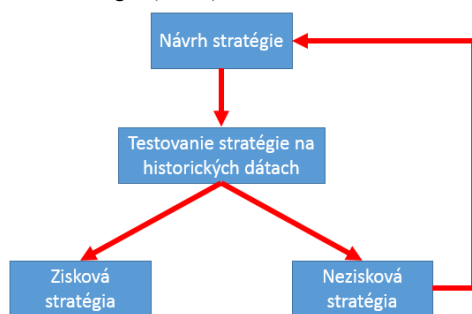 Návrh stratégie
Testovanie stratégie na
historických dátach
Zisková
stratégia
Nezisková
stratégia